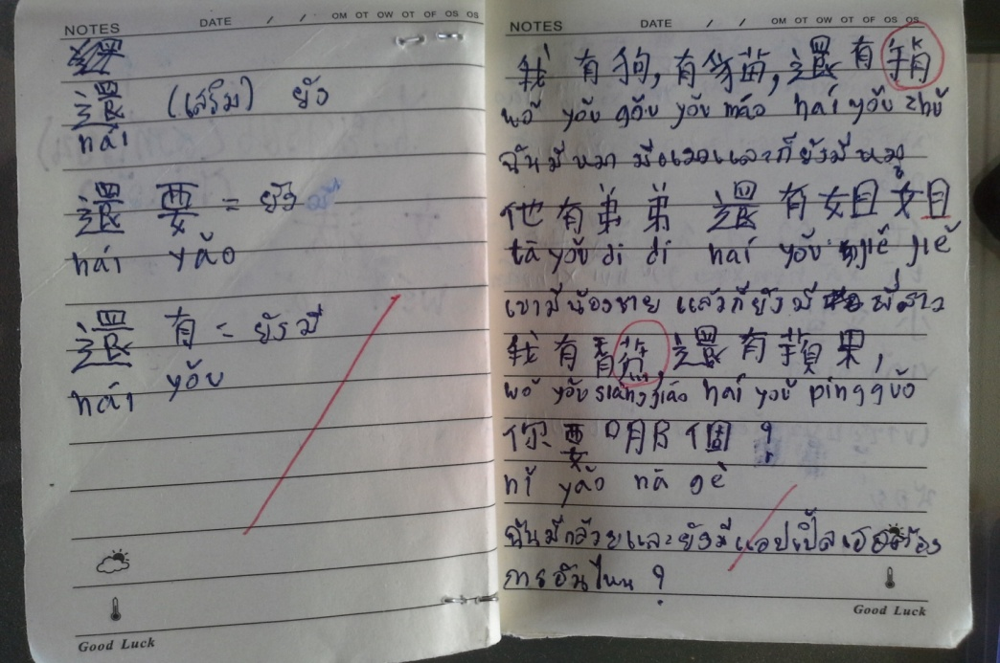 NOTES DATE / / OM OT OW OT OF OS OS
還 (เสริม) ยัง
hái
還 要 = ยัง
hái yǎo
還 有 = ยังมี
hái yǒu
Good Luck
NOTES DATE / / OM OT OW OT OF OS OS
我 有 狗, 有 貓, 還 有
wǒ yǒu gǒu yǒu māo hái yǒu zhū
ฉันมีหมา มีแมวและก็ยังมีหมู
他 有 弟 弟 還 有 姐 姐
tā yǒu dì di hái yǒu jiě jiě
เขามีน้องชาย แล้วก็ยังมี พี่สาว
我 有 香 蕉, 還 有 蘋 果,
wǒ yǒu siāng jiāo hái yǒu píngguǒ
你 要 哪 個 ?
nǐ yǎo nǎ gè
ฉันมีกล้วยและยังมีแอปเปิ้ลเธอต้อง
การอันไหน ?
Good Luck